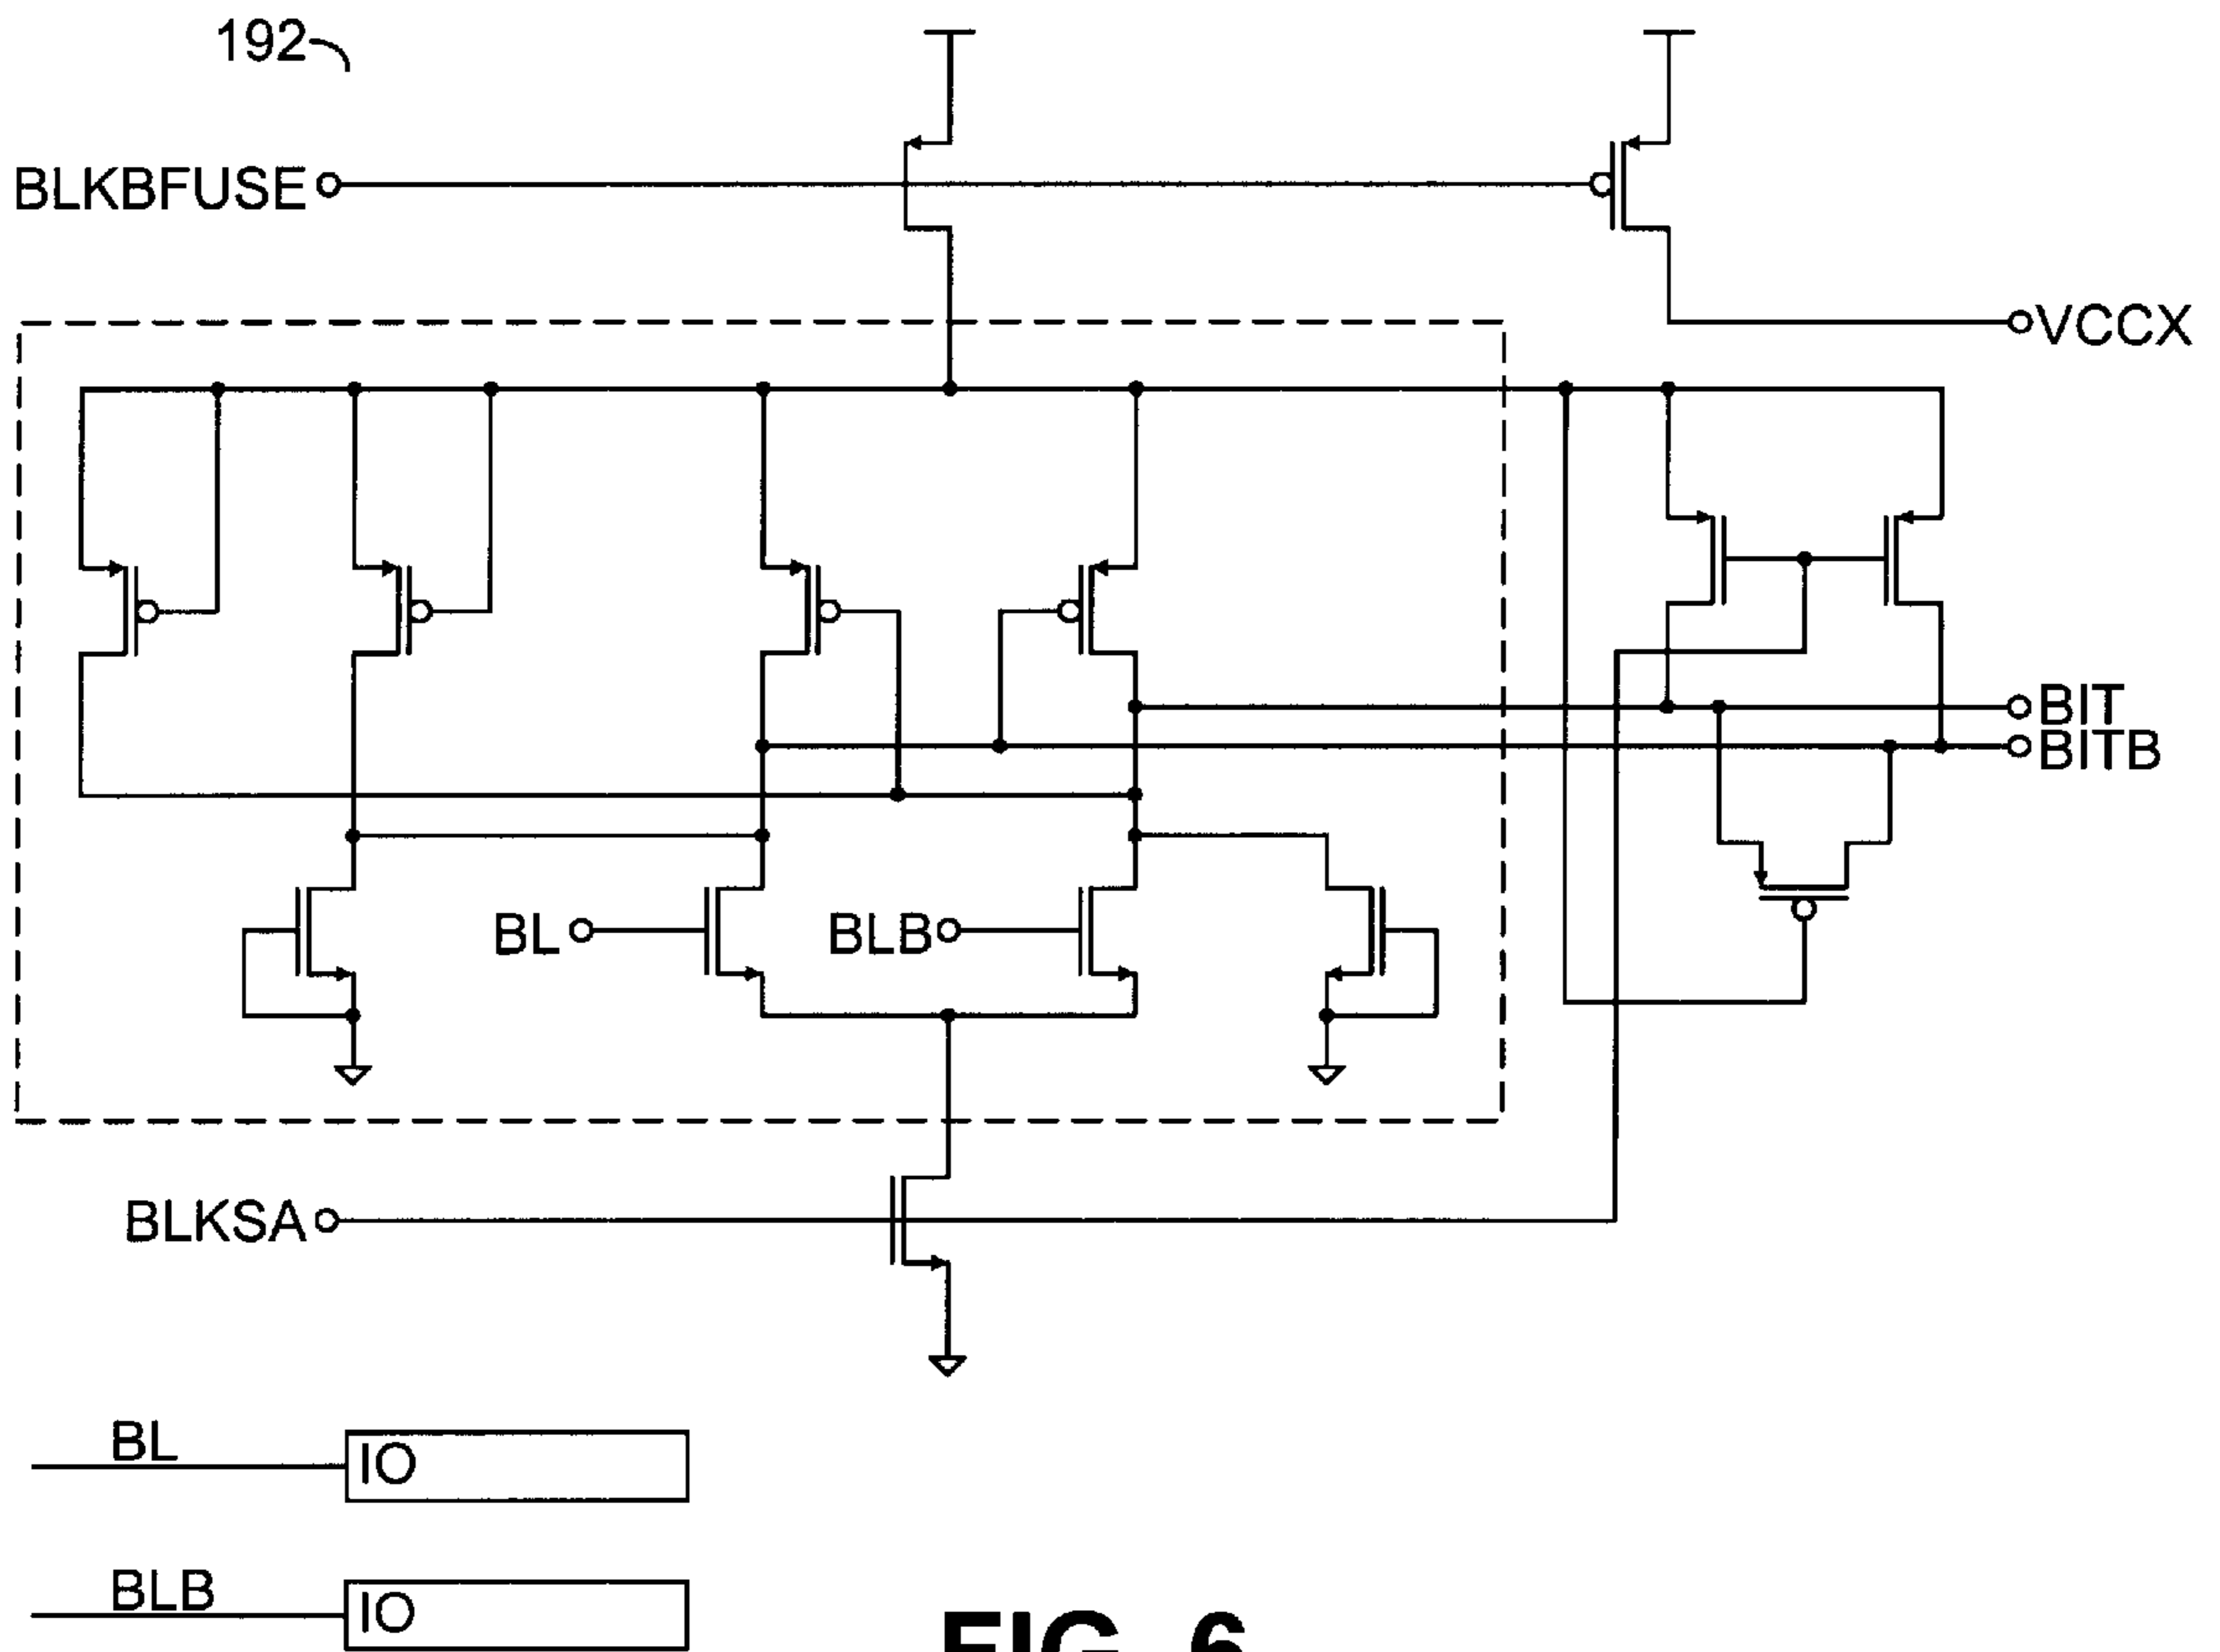 192
BLKBFUSE
VCCX
BIT
BITB
BL
BLB
BLKSA
BL
IO
BLB
IO
FIG. 6